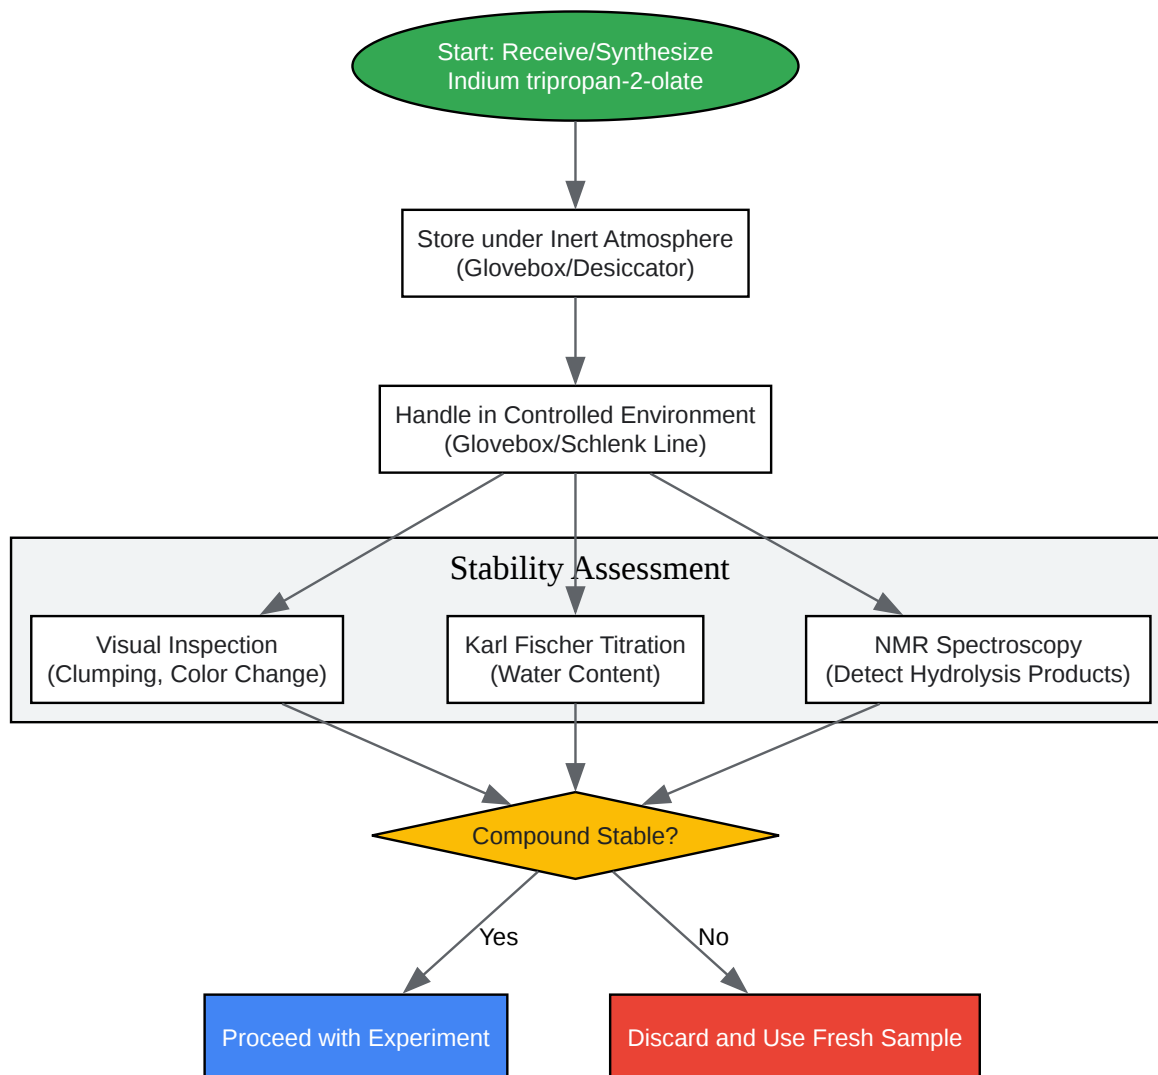 Start: Receive/Synthesize
Indium tripropan-2-olate
Store under Inert Atmosphere
(Glovebox/Desiccator)
Handle in Controlled Environment
(Glovebox/Schlenk Line)
Stability Assessment
Visual Inspection
(Clumping, Color Change)
Karl Fischer Titration
(Water Content)
NMR Spectroscopy
(Detect Hydrolysis Products)
Compound Stable?
Yes
No
Proceed with Experiment
Discard and Use Fresh Sample